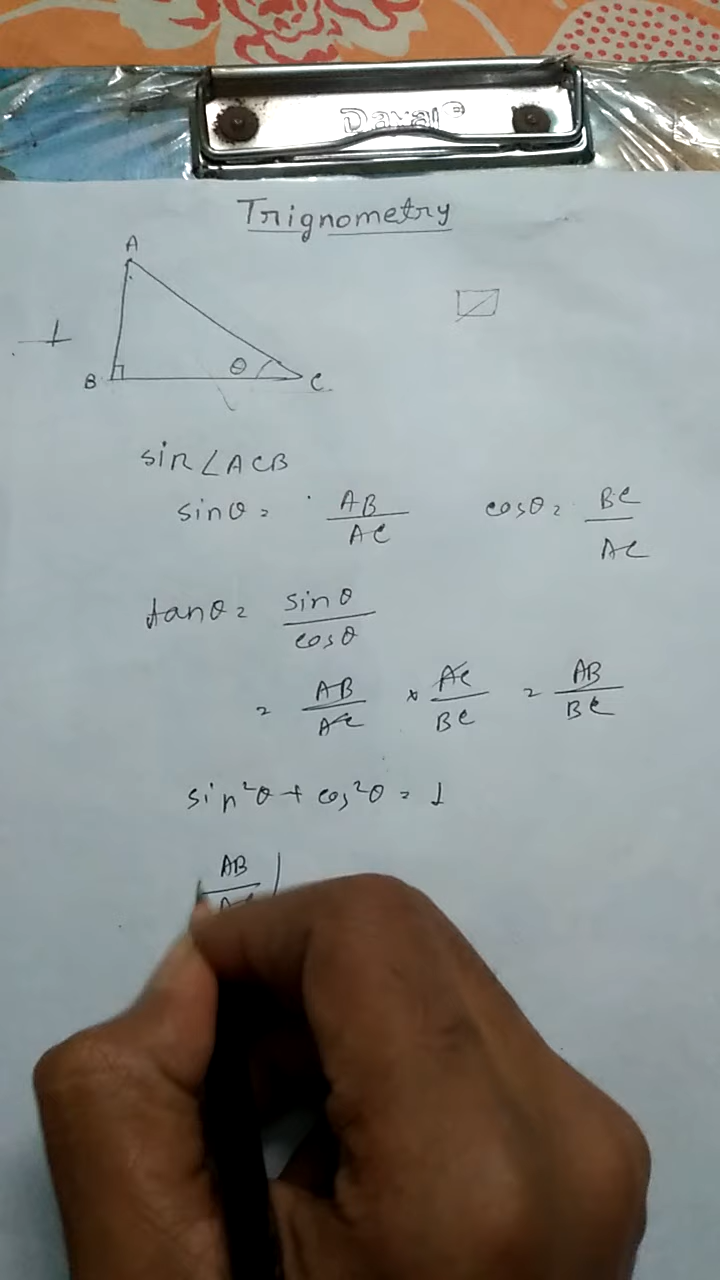 Daxal
Trignometry
A
B
θ
C
sin∠ACB
sinθ = AB/AC cosθ = BC/AC
tanθ = sinθ/cosθ
= AB/AC × AC/BC = AB/BC
sin²θ + cos²θ = 1
AB